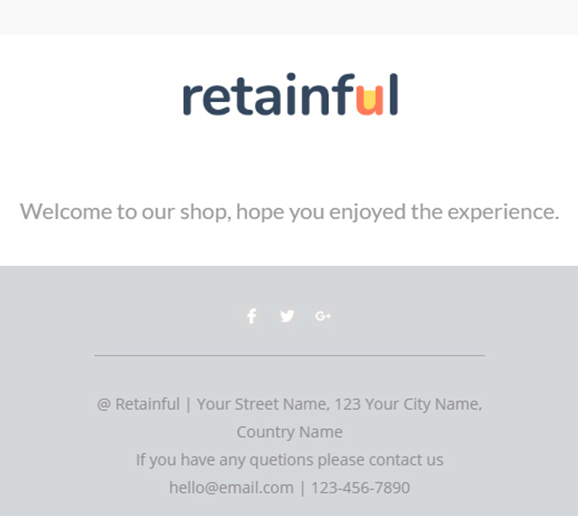 retainful
Welcome to our shop, hope you enjoyed the experience.
@ Retainful | Your Street Name, 123 Your City Name,
Country Name
If you have any quetions please contact us
hello@email.com | 123-456-7890